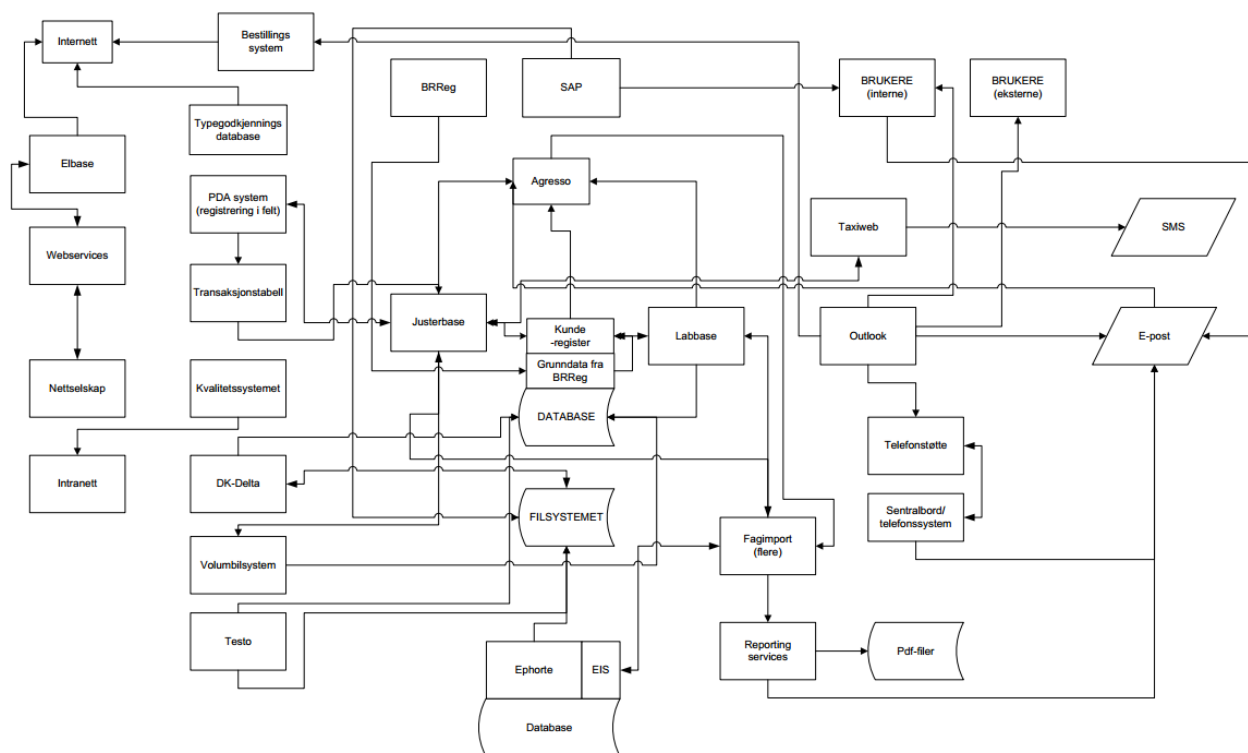 Internett
Bestillings
system
BRReg
SAP
BRUKERE
(interne)
BRUKERE
(eksterne)
Typegodkjennings
database
Elbase
Agresso
PDA system
(registrering i felt)
Taxiweb
SMS
Webservices
Transaksjonstabell
Justerbase
Kunde
-register
Labbase
Outlook
E-post
Grunndata fra
BRReg
Nettselskap
Kvalitetssystemet
DATABASE
Telefonstøtte
Intranett
DK-Delta
FILSYSTEMET
Sentralbord/
telefonssystem
Fagimport
(flere)
Volumbilsystem
Testo
Reporting
services
Pdf-filer
Ephorte
EIS
Database